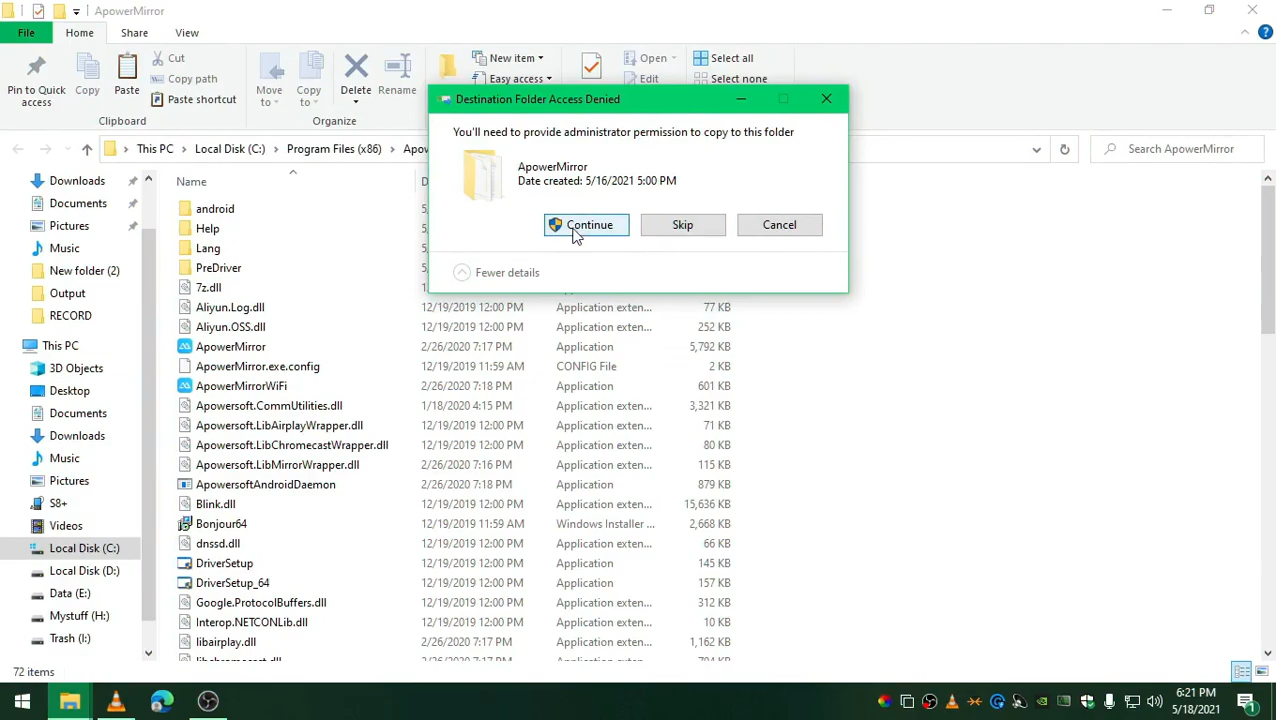 ApowerMirror
File
Home
Share
View
?
Pin to Quick access
Copy
Paste
Cut
Copy path
Paste shortcut
Clipboard
Move to
Copy to
Delete
Rename
Organize
New item
Easy access
Open
Edit
Select all
Select none
Destination Folder Access Denied
You'll need to provide administrator permission to copy to this folder
ApowerMirror
Date created: 5/16/2021 5:00 PM
Continue
Skip
Cancel
Fewer details
This PC
Local Disk (C:)
Program Files (x86)
Search ApowerMirror
Downloads
Documents
Pictures
Music
New folder (2)
Output
RECORD
This PC
3D Objects
Desktop
Documents
Downloads
Music
Pictures
S8+
Videos
Local Disk (C:)
Local Disk (D:)
Data (E:)
Mystuff (H:)
Trash (I:)
Name
android
Help
Lang
PreDriver
7z.dll
Aliyun.Log.dll 12/19/2019 12:00 PM Application exten... 77 KB
Aliyun.OSS.dll 12/19/2019 12:00 PM Application exten... 252 KB
ApowerMirror 2/26/2020 7:17 PM Application 5,792 KB
ApowerMirror.exe.config 12/19/2019 11:59 AM CONFIG File 2 KB
ApowerMirrorWiFi 2/26/2020 7:18 PM Application 601 KB
Apowersoft.CommUtilities.dll 1/18/2020 4:15 PM Application exten... 3,321 KB
Apowersoft.LibAirplayWrapper.dll 12/19/2019 12:00 PM Application exten... 71 KB
Apowersoft.LibChromecastWrapper.dll 12/19/2019 12:00 PM Application exten... 80 KB
Apowersoft.LibMirrorWrapper.dll 2/26/2020 7:16 PM Application exten... 115 KB
ApowersoftAndroidDaemon 2/26/2020 7:18 PM Application 879 KB
Blink.dll 12/19/2019 12:00 PM Application exten... 15,636 KB
Bonjour64 12/19/2019 11:59 AM Windows Installer ... 2,668 KB
dnssd.dll 12/19/2019 12:00 PM Application exten... 66 KB
DriverSetup 12/19/2019 12:00 PM Application 145 KB
DriverSetup_64 12/19/2019 12:00 PM Application 157 KB
Google.ProtocolBuffers.dll 12/19/2019 12:00 PM Application exten... 312 KB
Interop.NETCONLib.dll 12/19/2019 12:00 PM Application exten... 10 KB
libairplay.dll 2/26/2020 7:17 PM Application exten... 1,162 KB
72 items
6:21 PM
5/18/2021
1